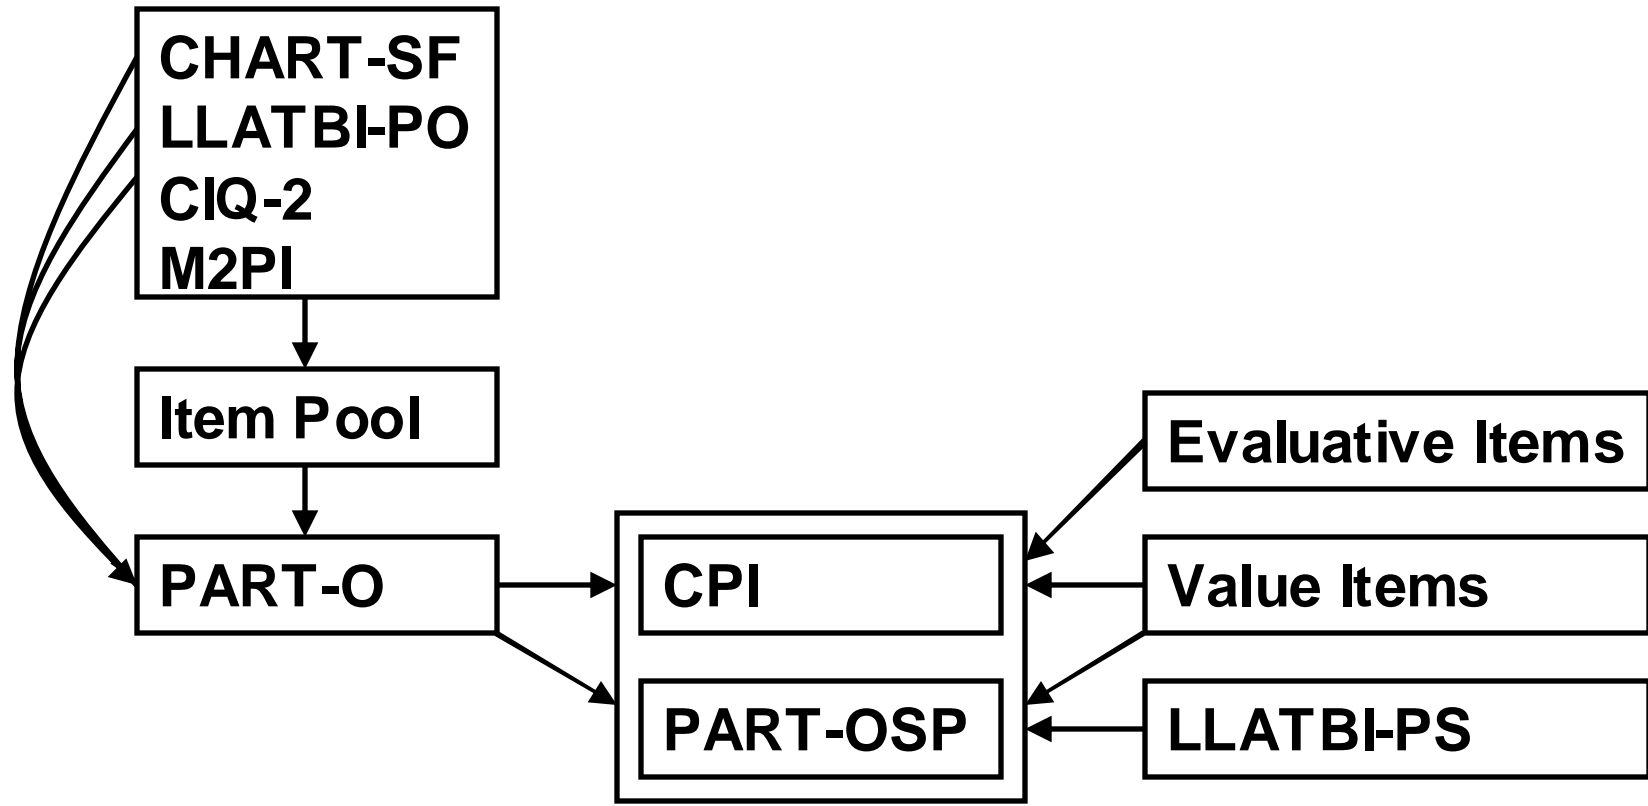 CHART-SF
LLATBI-PO
CIQ-2
M2PI
Item Pool
PART-O
CPI
PART-OSP
Evaluative Items
Value Items
LLATBI-PS